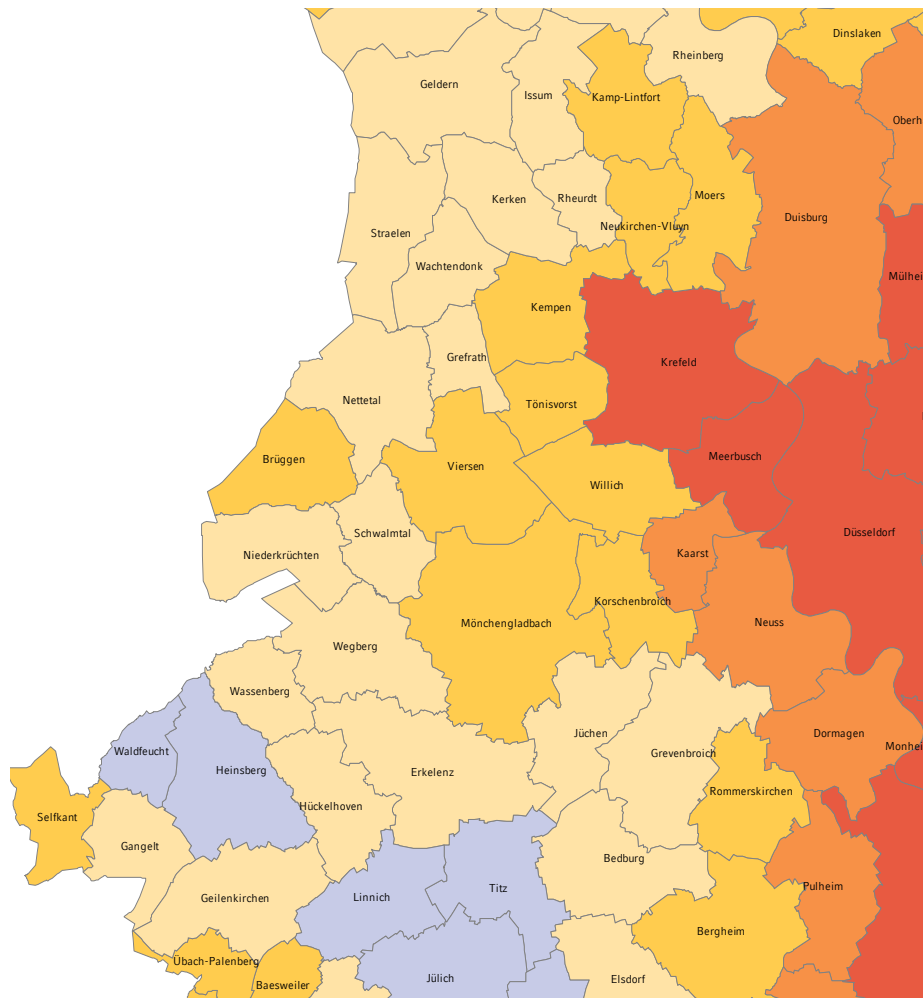 Dinslaken
Rheinberg
Geldern
Issum
Kamp-Lintfort
Oberh
Moers
Kerken
Rheurdt
Duisburg
Neukirchen-Vluyn
Straelen
Wachtendonk
Mülhei
Kempen
Grefrath
Krefeld
Nettetal
Tönisvorst
Brüggen
Viersen
Meerbusch
Willich
Schwalmtal
Düsseldorf
Niederkrüchten
Kaarst
Korschenbroich
Mönchengladbach
Neuss
Wegberg
Wassenberg
Jüchen
Dormagen
Monhei
Waldfeucht
Grevenbroich
Heinsberg
Erkelenz
Rommerskirchen
Hückelhoven
Selfkant
Gangelt
Bedburg
Titz
Pulheim
Linnich
Geilenkirchen
Bergheim
Übach-Palenberg
Jülich
Elsdorf
Baesweiler